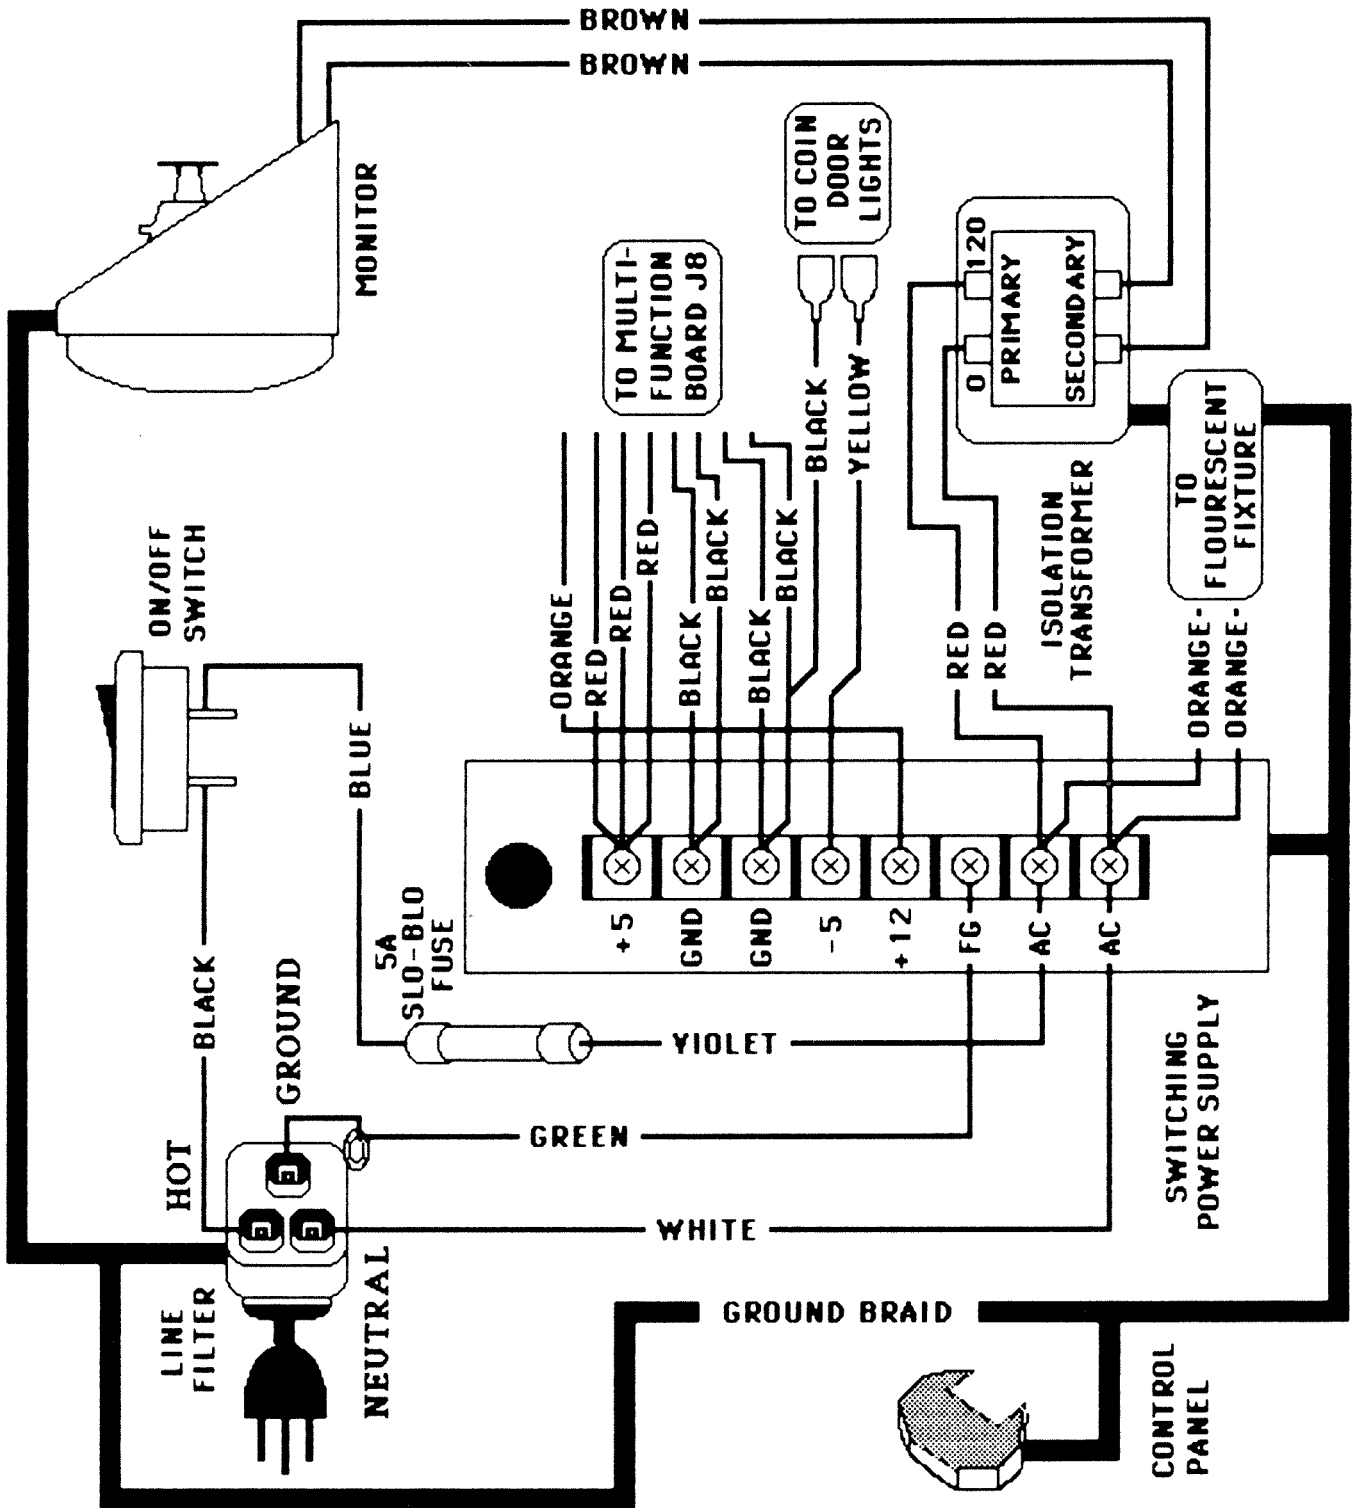 BROWN
BROWN
MONITOR
TO COIN
DOOR
LIGHTS
TO MULTI-
FUNCTION
BOARD J8
0
120
PRIMARY
SECONDARY
ISOLATION
TRANSFORMER
TO
FLOURESCENT
FIXTURE
BLACK
YELLOW
ORANGE
RED
RED
RED
BLACK
BLACK
BLACK
BLACK
RED
RED
ORANGE-
ORANGE-
ON/OFF
SWITCH
BLUE
BLACK
5A
SLO-BLO
FUSE
+5
GND
GND
-5
+12
FG
AC
AC
VIOLET
SWITCHING
POWER SUPPLY
GROUND
HOT
GREEN
WHITE
NEUTRAL
LINE
FILTER
GROUND BRAID
CONTROL
PANEL